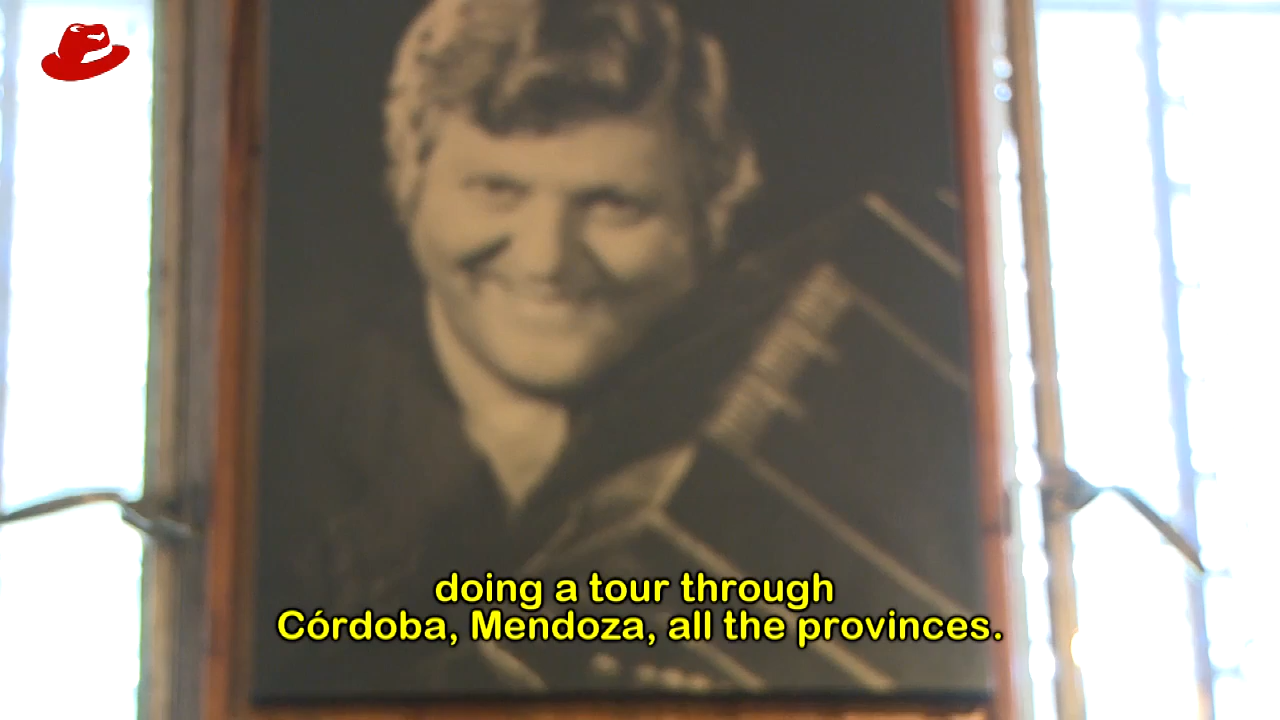 doing a tour through
Córdoba, Mendoza, all the provinces.